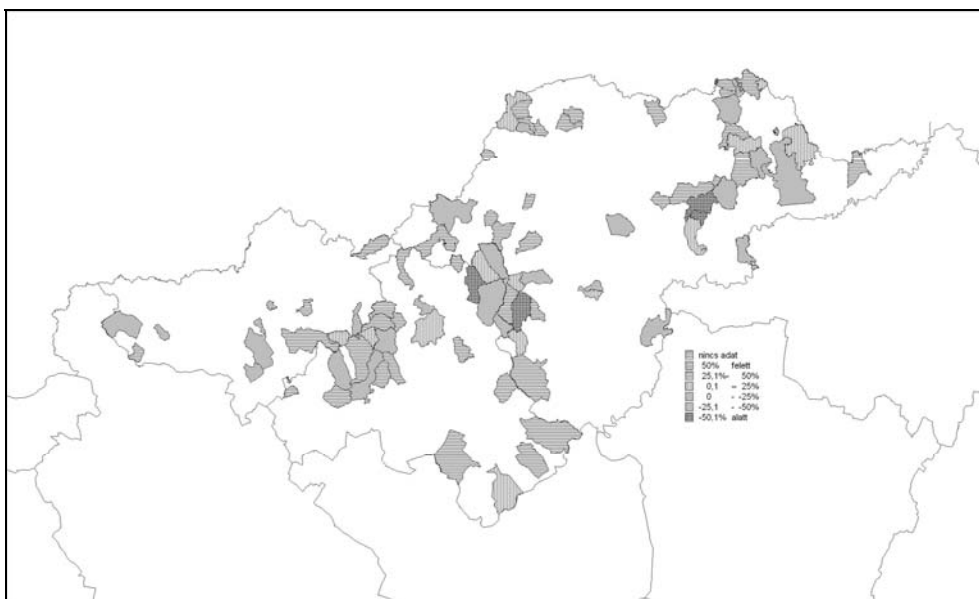 nincs adat
50% felett
25,1%- 50%
0,1 – 25%
0 - -25%
-25,1 - -50%
-50,1% alatt